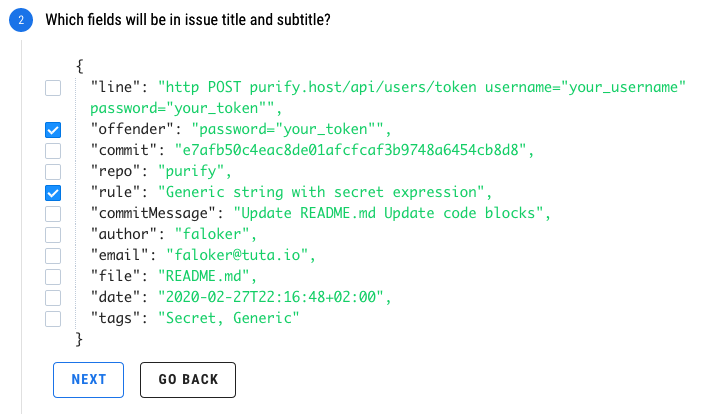 2 Which fields will be in issue title and subtitle?
{
"line": "http POST purify.host/api/users/token username="your_username"
password="your_token"",
"offender": "password="your_token"",
"commit": "e7afb50c4eac8de01afcfcaf3b9748a6454cb8d8",
"repo": "purify",
"rule": "Generic string with secret expression",
"commitMessage": "Update README.md Update code blocks",
"author": "faloker",
"email": "faloker@tuta.io",
"file": "README.md",
"date": "2020-02-27T22:16:48+02:00",
"tags": "Secret, Generic"
}
NEXT GO BACK